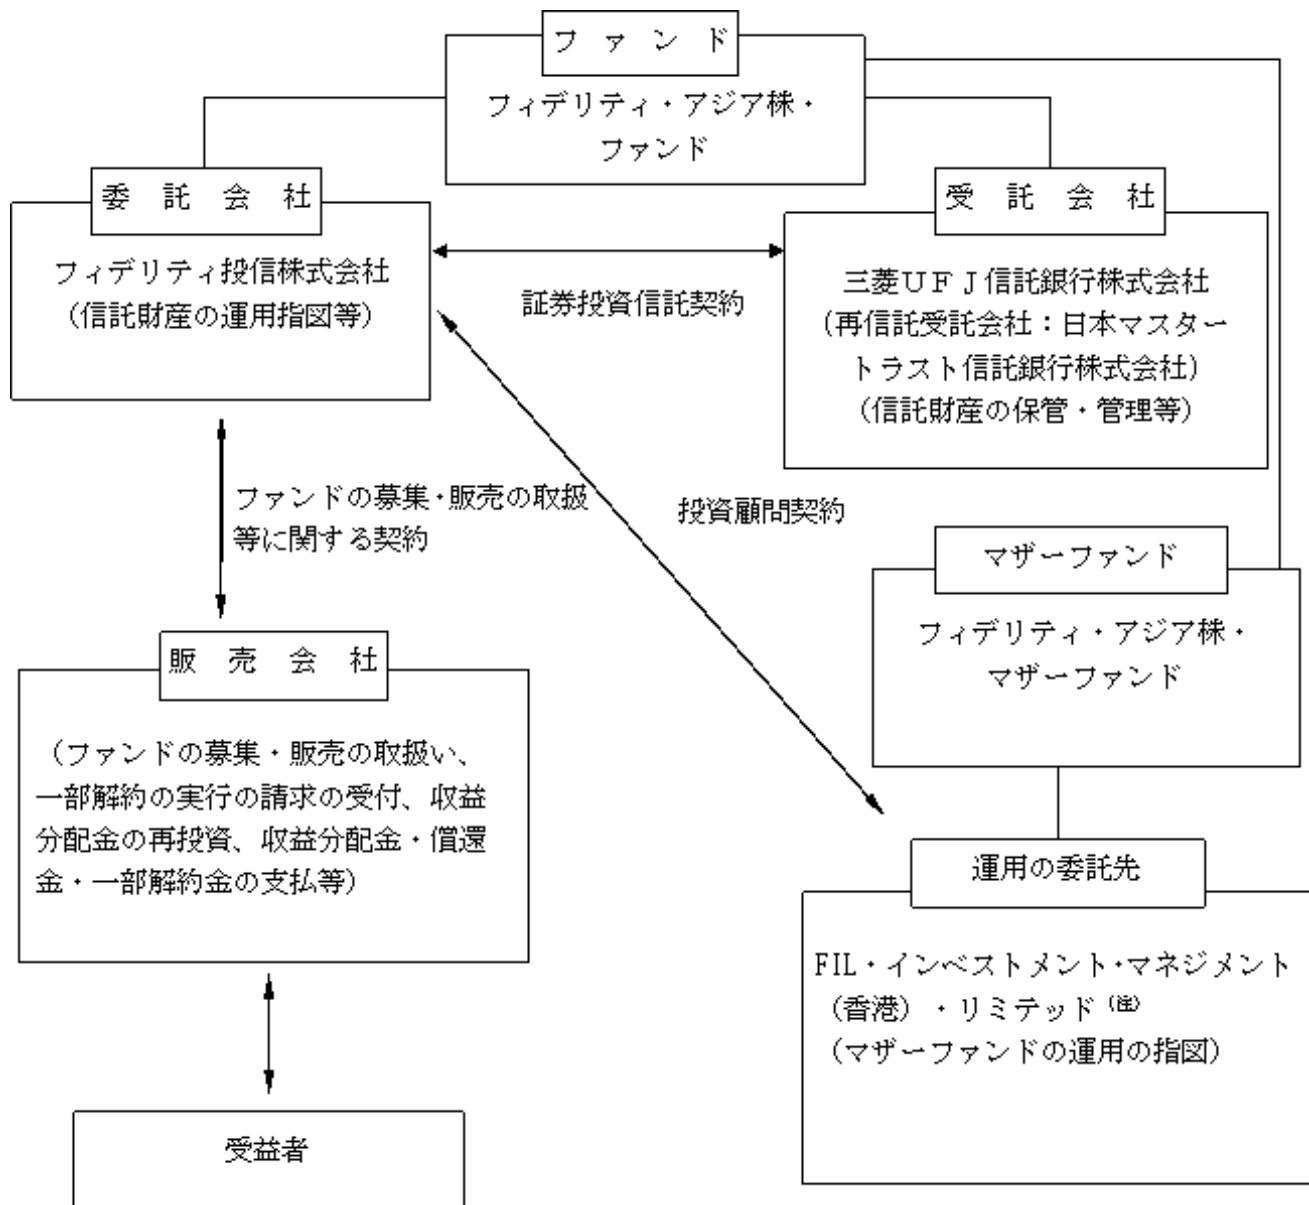 ファンド
フィデリティ・アジア株・
ファンド
委託会社
フィデリティ投信株式会社
(信託財産の運用指図等)
証券投資信託契約
受託会社
三菱UFJ信託銀行株式会社
(再信託受託会社:日本マスター
トラスト信託銀行株式会社)
(信託財産の保管・管理等)
ファンドの募集・販売の取扱
等に関する契約
投資顧問契約
マザーファンド
フィデリティ・アジア株・
マザーファンド
販売会社
(ファンドの募集・販売の取扱い、
一部解約の実行の請求の受付、収益
分配金の再投資、収益分配金・償還
金・一部解約金の支払等)
運用の委託先
FIL・インベストメント・マネジメント
(香港)・リミテッド(注)
(マザーファンドの運用の指図)
受益者